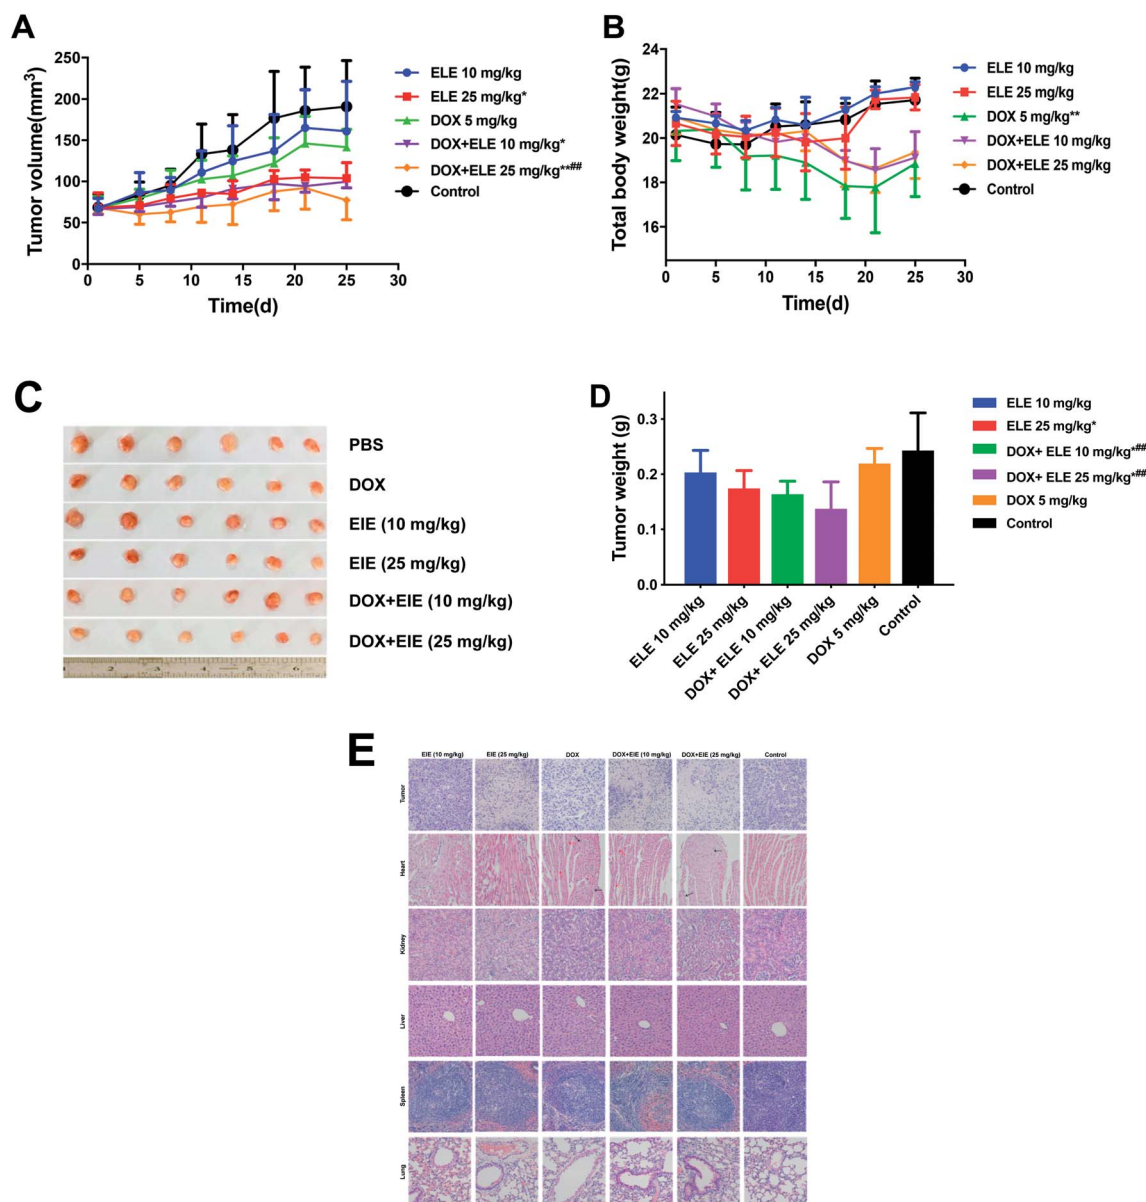 A
Tumor volume(mm³)
250
200
150
100
50
0
0 5 10 15 20 25 30
Time(d)
ELE 10 mg/kg
ELE 25 mg/kg*
DOX 5 mg/kg
DOX+ELE 10 mg/kg*
DOX+ELE 25 mg/kg**##
Control
B
Total body weight(g)
24
22
20
18
16
0 5 10 15 20 25 30
Time(d)
ELE 10 mg/kg
ELE 25 mg/kg
DOX 5 mg/kg**
DOX+ELE 10 mg/kg
DOX+ELE 25 mg/kg
Control
C
PBS
DOX
EIE (10 mg/kg)
EIE (25 mg/kg)
DOX+EIE (10 mg/kg)
DOX+EIE (25 mg/kg)
1 2 3 4 5 6
D
Tumor weight (g)
0.3
0.2
0.1
0.0
ELE 10 mg/kg
ELE 25 mg/kg
DOX+ ELE 10 mg/kg
DOX+ ELE 25 mg/kg
DOX 5 mg/kg
Control
ELE 10 mg/kg
ELE 25 mg/kg*
DOX+ ELE 10 mg/kg*##
DOX+ ELE 25 mg/kg*##
DOX 5 mg/kg
Control
E
EIE (10 mg/kg) EIE (25 mg/kg) DOX DOX+EIE (10 mg/kg) DOX+EIE (25 mg/kg) Control
Tumor
Heart
Kidney
Liver
Spleen
Lung